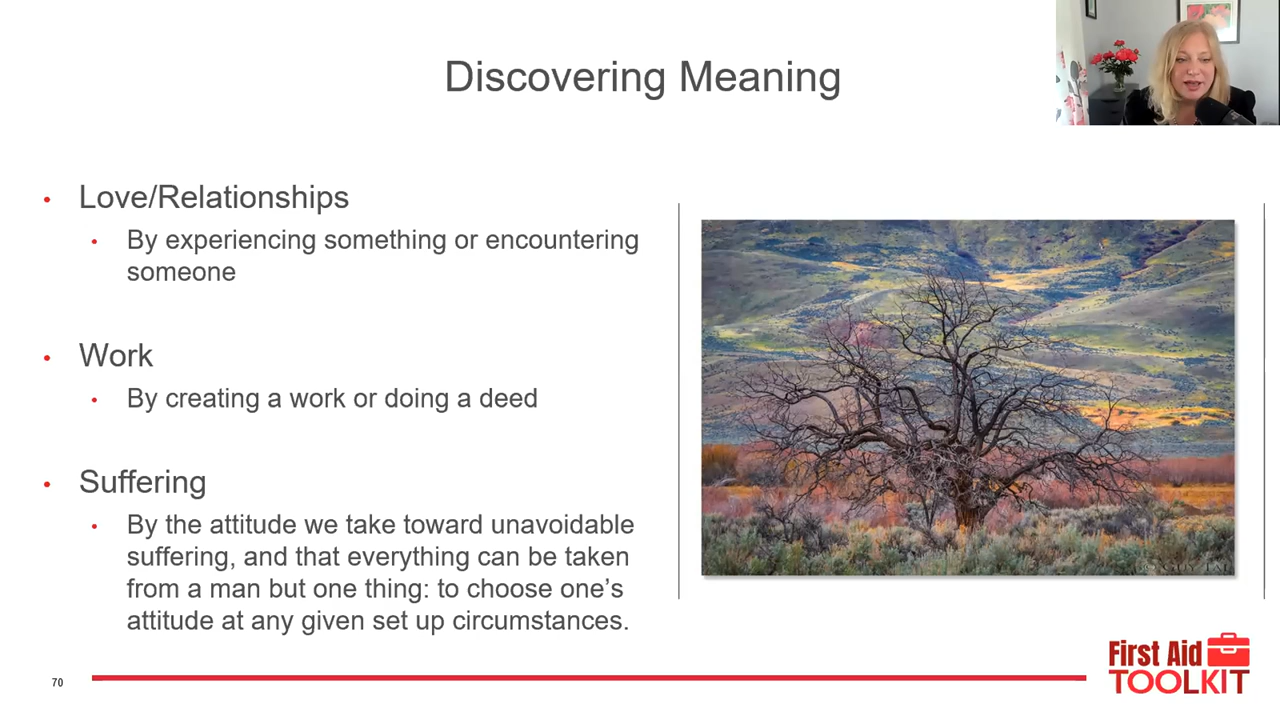 Discovering Meaning
• Love/Relationships
• By experiencing something or encountering
someone
• Work
• By creating a work or doing a deed
• Suffering
• By the attitude we take toward unavoidable
suffering, and that everything can be taken
from a man but one thing: to choose one’s
attitude at any given set up circumstances.
70
First Aid
TOOLKIT